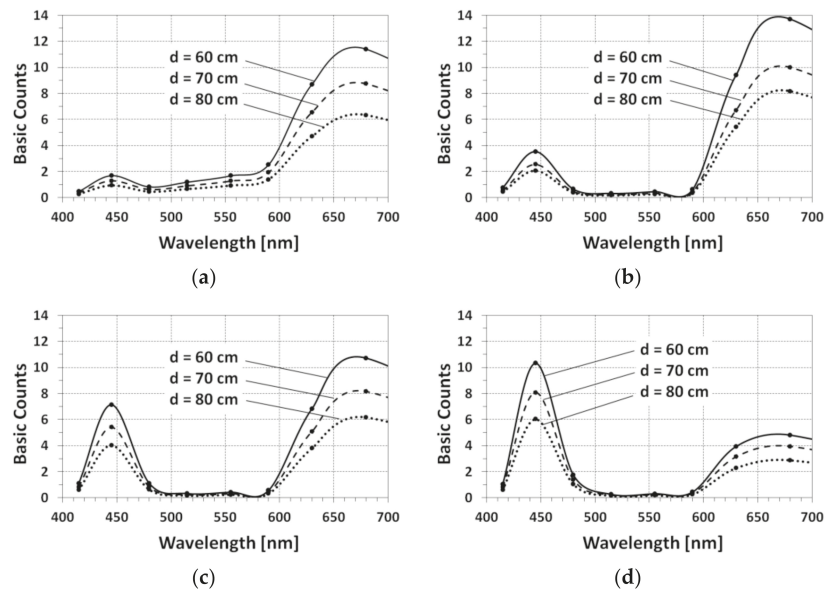 14
12
10
8
6
4
2
0
Basic Counts
d = 60 cm
d = 70 cm
d = 80 cm
400 450 500 550 600 650 700
Wavelength [nm]
(a)
14
12
10
8
6
4
2
0
Basic Counts
d = 60 cm
d = 70 cm
d = 80 cm
400 450 500 550 600 650 700
Wavelength [nm]
(b)
14
12
10
8
6
4
2
0
Basic Counts
d = 60 cm
d = 70 cm
d = 80 cm
400 450 500 550 600 650 700
Wavelength [nm]
(c)
14
12
10
8
6
4
2
0
Basic Counts
d = 60 cm
d = 70 cm
d = 80 cm
400 450 500 550 600 650 700
Wavelength [nm]
(d)